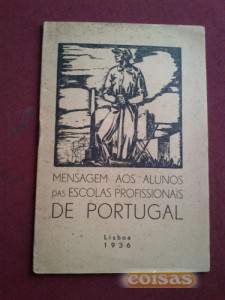 MENSAGEM AOS ALUNOS
DAS ESCOLAS PROFISSIONAIS
DE PORTUGAL
Lisboa
1936
coisas